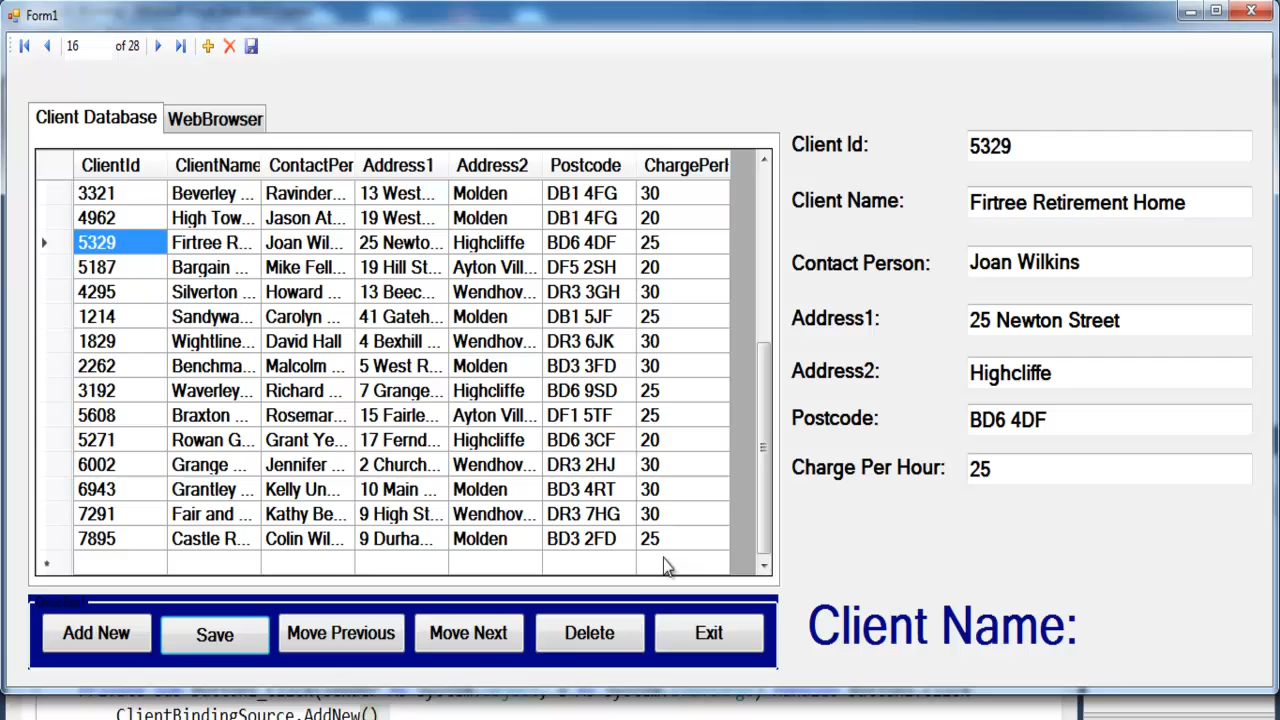 Form1
16 of 28
Client Database WebBrowser
ClientId ClientName ContactPer Address1 Address2 Postcode ChargePerH
3321 Beverley ... Ravinder... 13 West... Molden DB1 4FG 30
4962 High Tow... Jason At... 19 West... Molden DB1 4FG 20
5329 Firtree R... Joan Wil... 25 Newto... Highcliffe BD6 4DF 25
5187 Bargain ... Mike Fell... 19 Hill St... Ayton Vill... DF5 2SH 20
4295 Silverton ... Howard ... 13 Beec... Wendhov... DR3 3GH 30
1214 Sandywa... Carolyn ... 41 Gateh... Molden DB1 5JF 25
1829 Wightline... David Hall 4 Bexhill ... Wendhov... DR3 6JK 30
2262 Benchma... Malcolm ... 5 West R... Molden BD3 3FD 30
3192 Waverley... Richard ... 7 Grange... Highcliffe BD6 9SD 25
5608 Braxton ... Rosemar... 15 Fairle... Ayton Vill... DF1 5TF 25
5271 Rowan G... Grant Ye... 17 Fernd... Highcliffe BD6 3CF 20
6002 Grange ... Jennifer ... 2 Church... Wendhov... DR3 2HJ 30
6943 Grantley ... Kelly Un... 10 Main ... Molden BD3 4RT 30
7291 Fair and ... Kathy Be... 9 High St... Wendhov... DR3 7HG 30
7895 Castle R... Colin Wil... 9 Durha... Molden BD3 2FD 25
Client Id: 5329
Client Name: Firtree Retirement Home
Contact Person: Joan Wilkins
Address1: 25 Newton Street
Address2: Highcliffe
Postcode: BD6 4DF
Charge Per Hour: 25
Add New Save Move Previous Move Next Delete Exit
Client Name:
ClientBindingSource.AddNew()